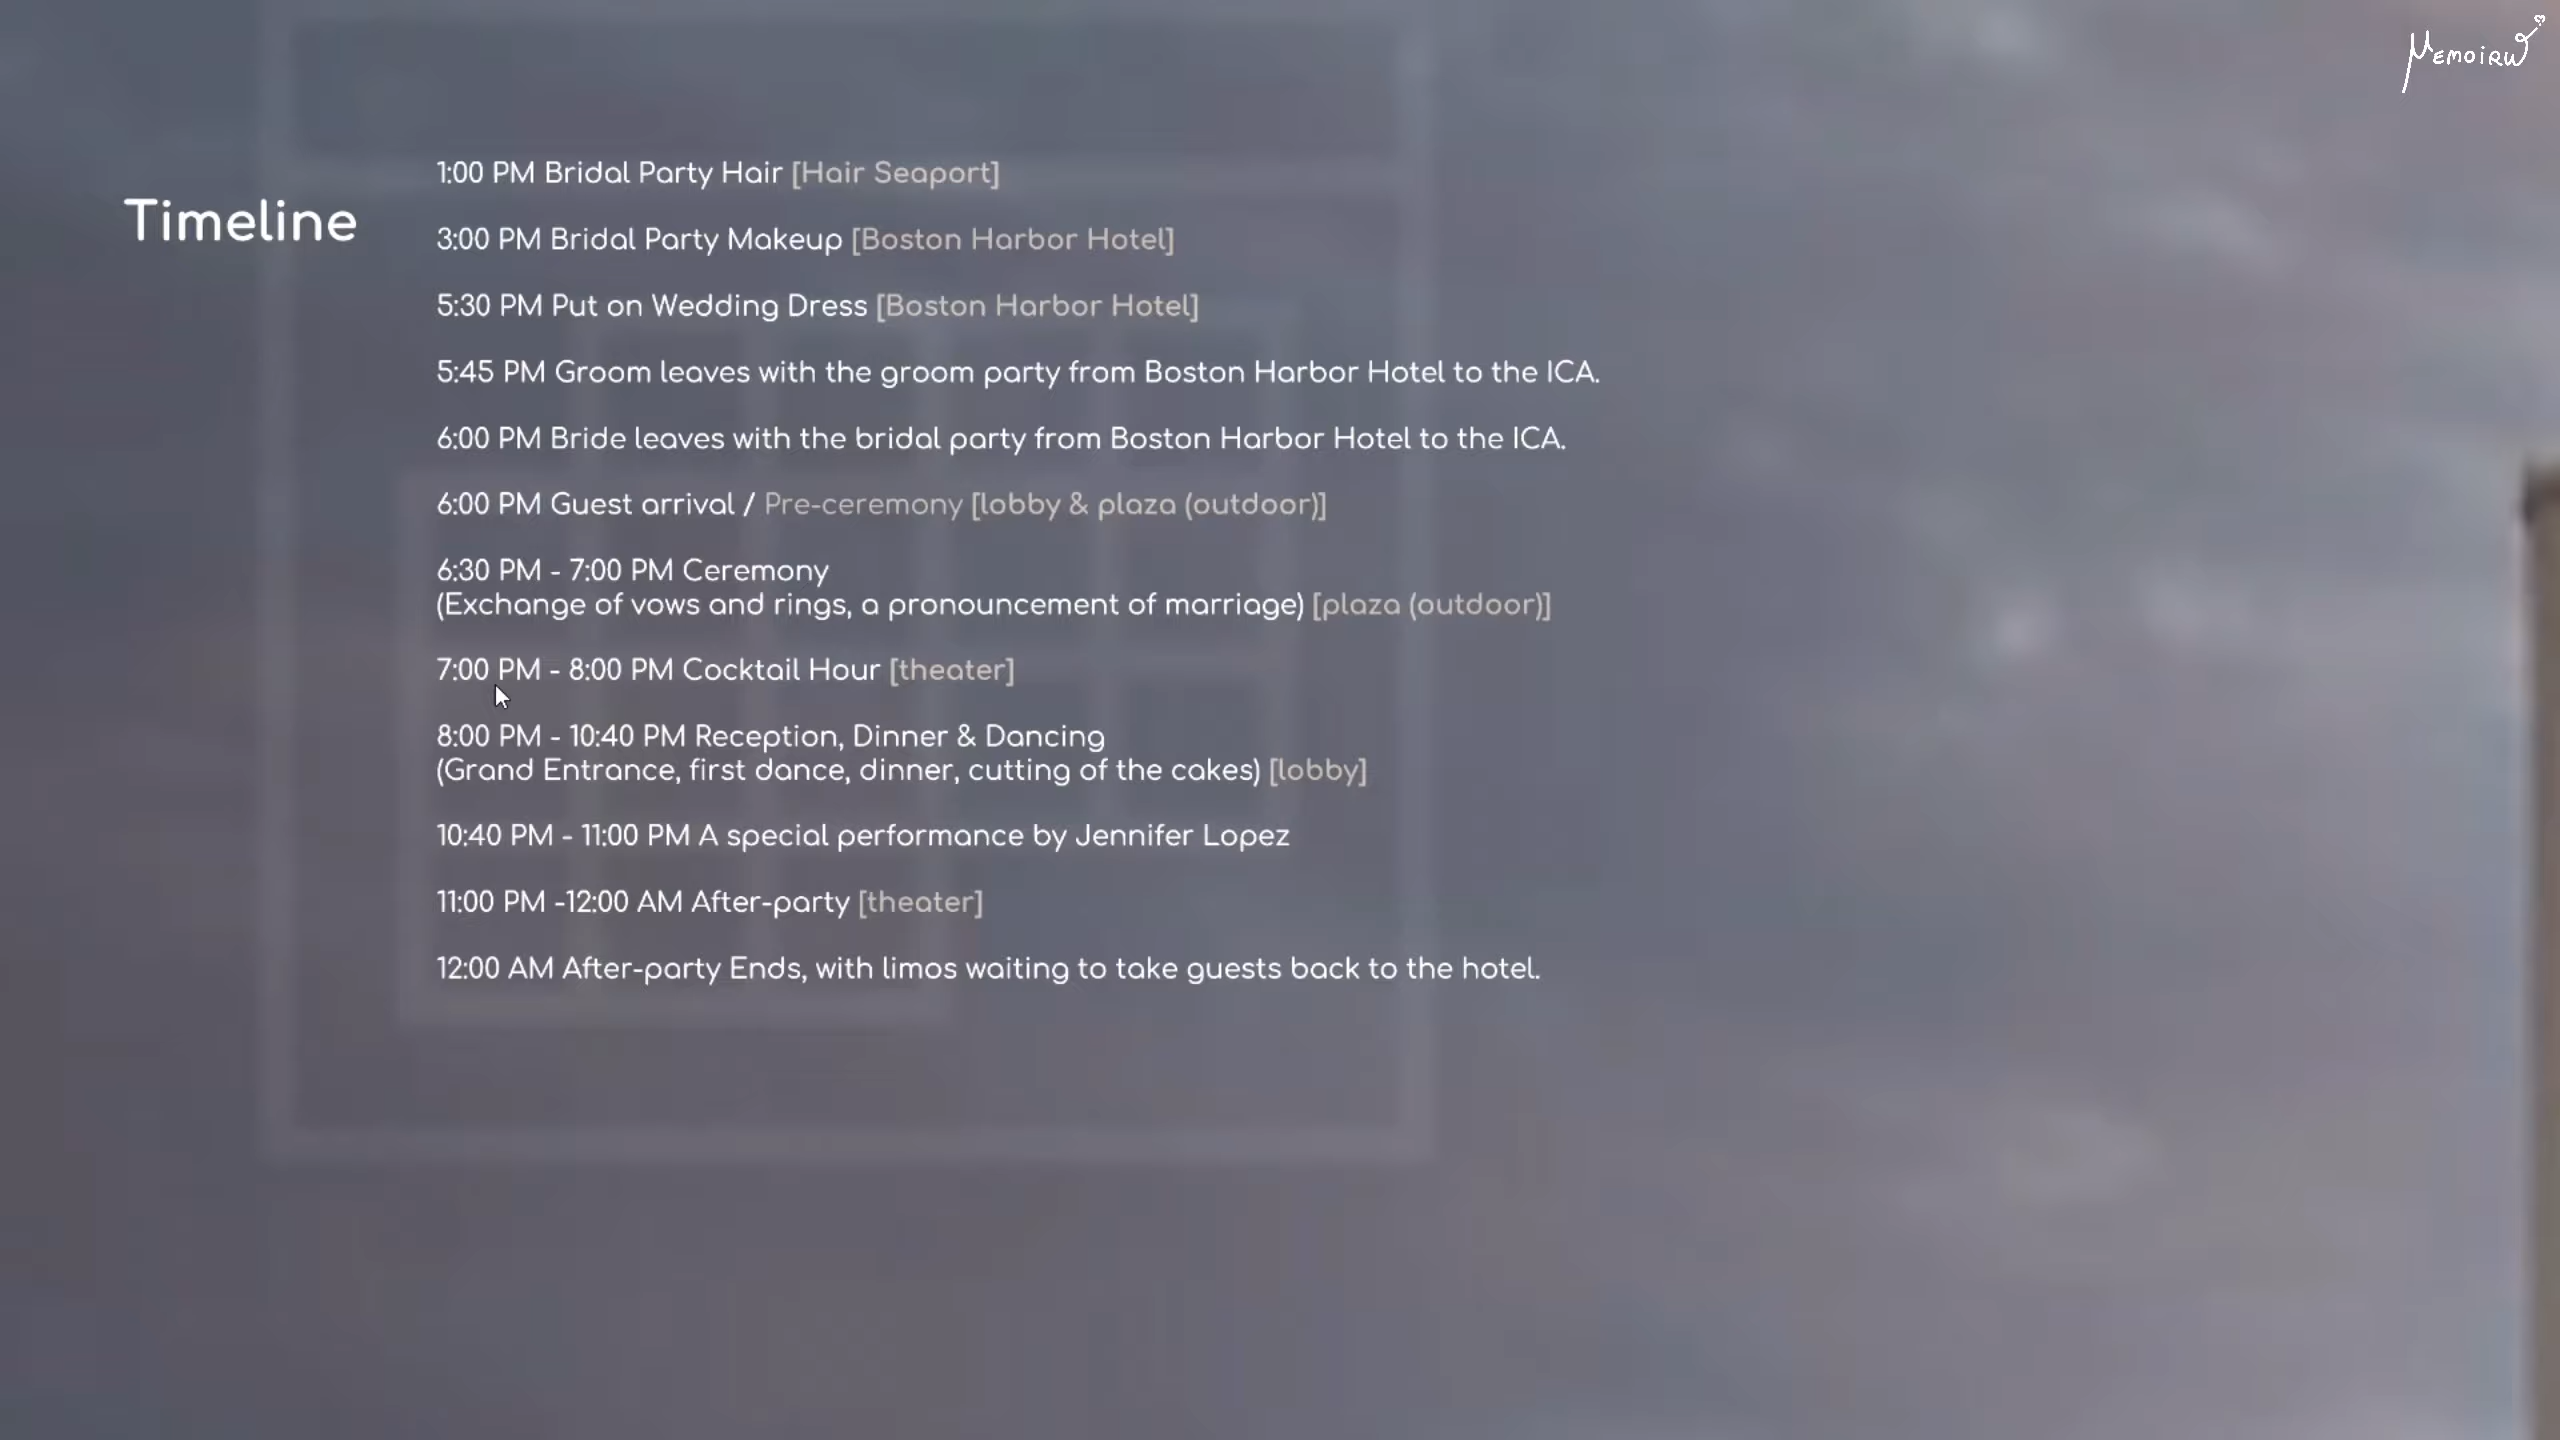 Memoiru
Timeline
1:00 PM Bridal Party Hair [Hair Seaport]
3:00 PM Bridal Party Makeup [Boston Harbor Hotel]
5:30 PM Put on Wedding Dress [Boston Harbor Hotel]
5:45 PM Groom leaves with the groom party from Boston Harbor Hotel to the ICA.
6:00 PM Bride leaves with the bridal party from Boston Harbor Hotel to the ICA.
6:00 PM Guest arrival / Pre-ceremony [lobby & plaza (outdoor)]
6:30 PM - 7:00 PM Ceremony
(Exchange of vows and rings, a pronouncement of marriage) [plaza (outdoor)]
7:00 PM - 8:00 PM Cocktail Hour [theater]
8:00 PM - 10:40 PM Reception, Dinner & Dancing
(Grand Entrance, first dance, dinner, cutting of the cakes) [lobby]
10:40 PM - 11:00 PM A special performance by Jennifer Lopez
11:00 PM -12:00 AM After-party [theater]
12:00 AM After-party Ends, with limos waiting to take guests back to the hotel.